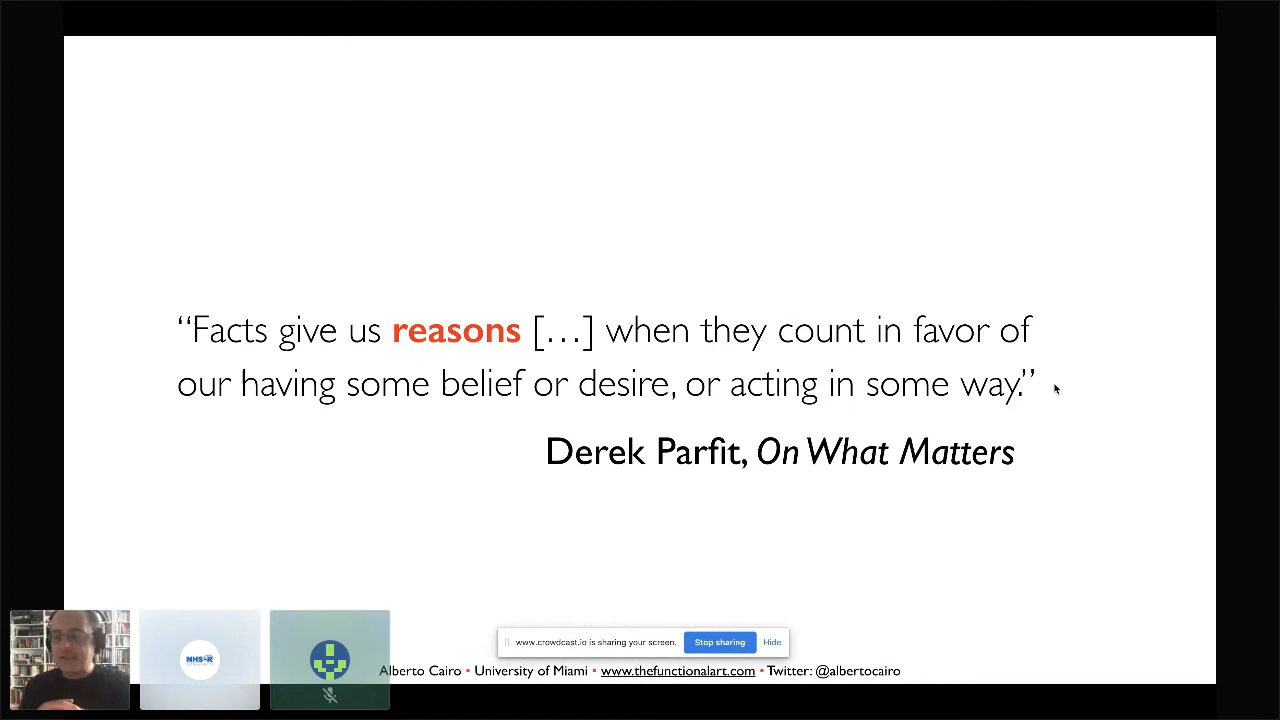 “Facts give us reasons [...] when they count in favor of
our having some belief or desire, or acting in some way.”
Derek Parfit, On What Matters
www.crowdcast.io is sharing your screen.
Stop sharing
Hide
NHS-R
COMMUNITY
Alberto Cairo • University of Miami • www.thefunctionalart.com • Twitter: @albertocairo